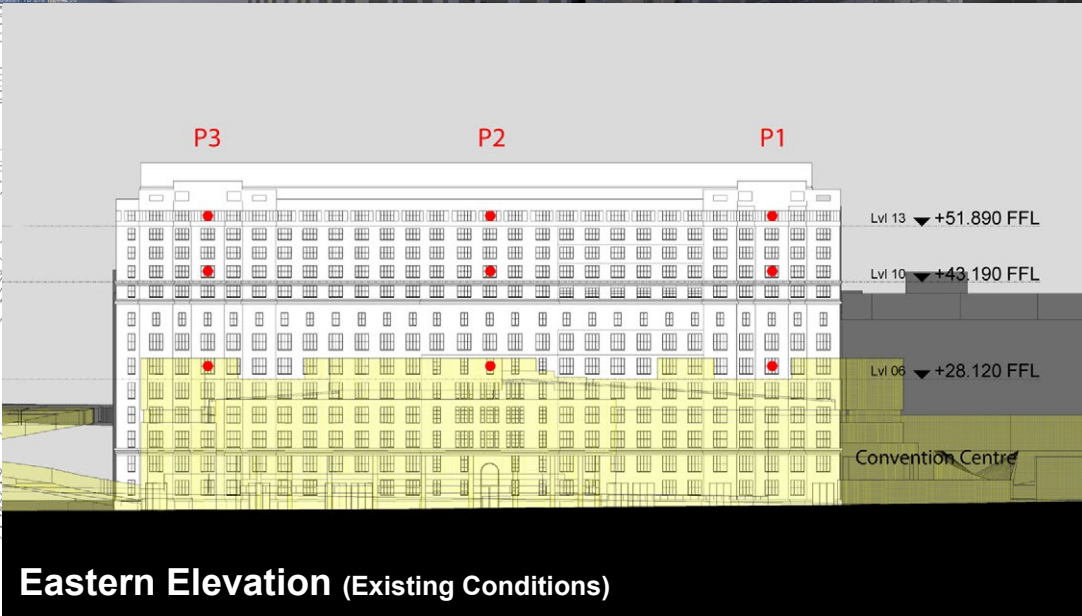 P3 P2 P1
Lvl 13 +51.890 FFL
Lvl 10 +43.190 FFL
Lvl 06 +28.120 FFL
Convention Centre
Eastern Elevation (Existing Conditions)